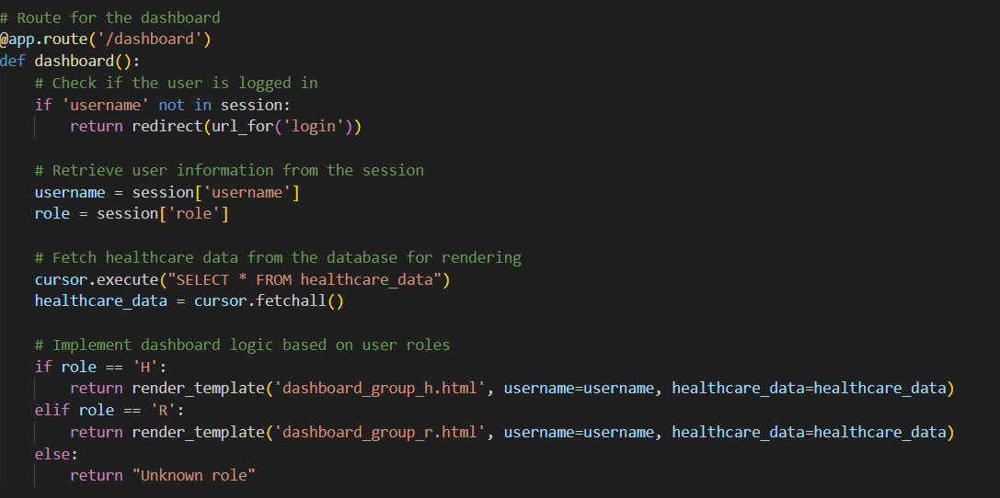 # Route for the dashboard
@app.route('/dashboard')
def dashboard():
    # Check if the user is logged in
    if 'username' not in session:
        return redirect(url_for('login'))

    # Retrieve user information from the session
    username = session['username']
    role = session['role']

    # Fetch healthcare data from the database for rendering
    cursor.execute("SELECT * FROM healthcare_data")
    healthcare_data = cursor.fetchall()

    # Implement dashboard logic based on user roles
    if role == 'H':
        return render_template('dashboard_group_h.html', username=username, healthcare_data=healthcare_data)
    elif role == 'R':
        return render_template('dashboard_group_r.html', username=username, healthcare_data=healthcare_data)
    else:
        return "Unknown role"